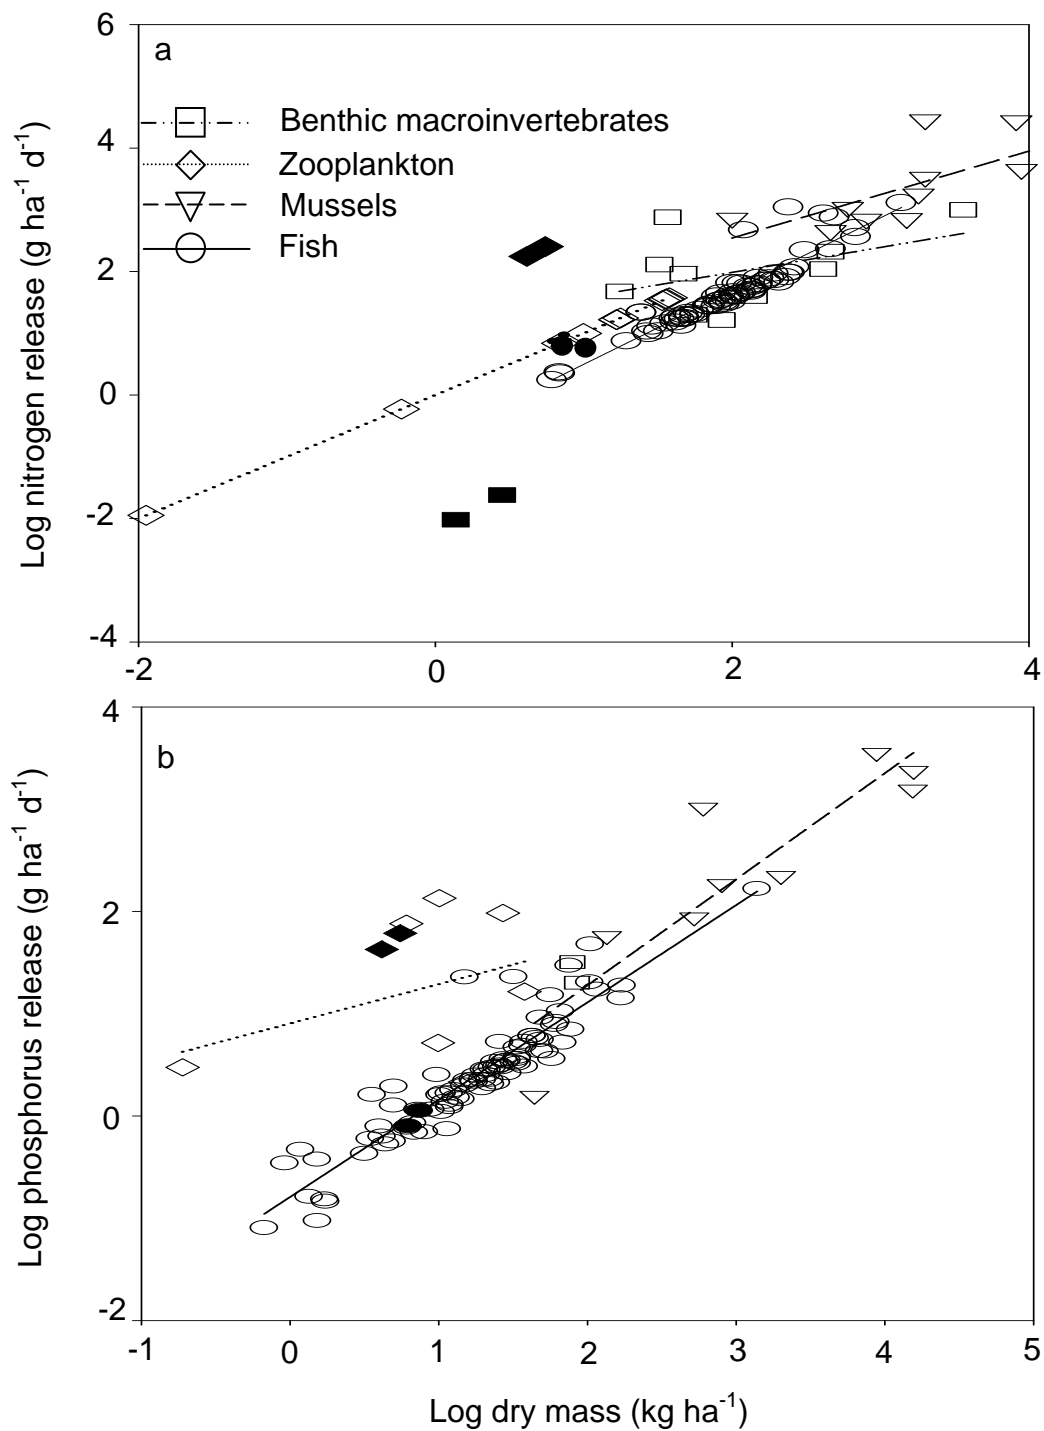 6
a
Benthic macroinvertebrates
4
Zooplankton
Mussels
Fish
2
0
-2
-4
Log nitrogen release (g ha⁻¹ d⁻¹)
-2 0 2 4
4
b
2
0
-2
Log phosphorus release (g ha⁻¹ d⁻¹)
-1 0 1 2 3 4 5
Log dry mass (kg ha⁻¹)